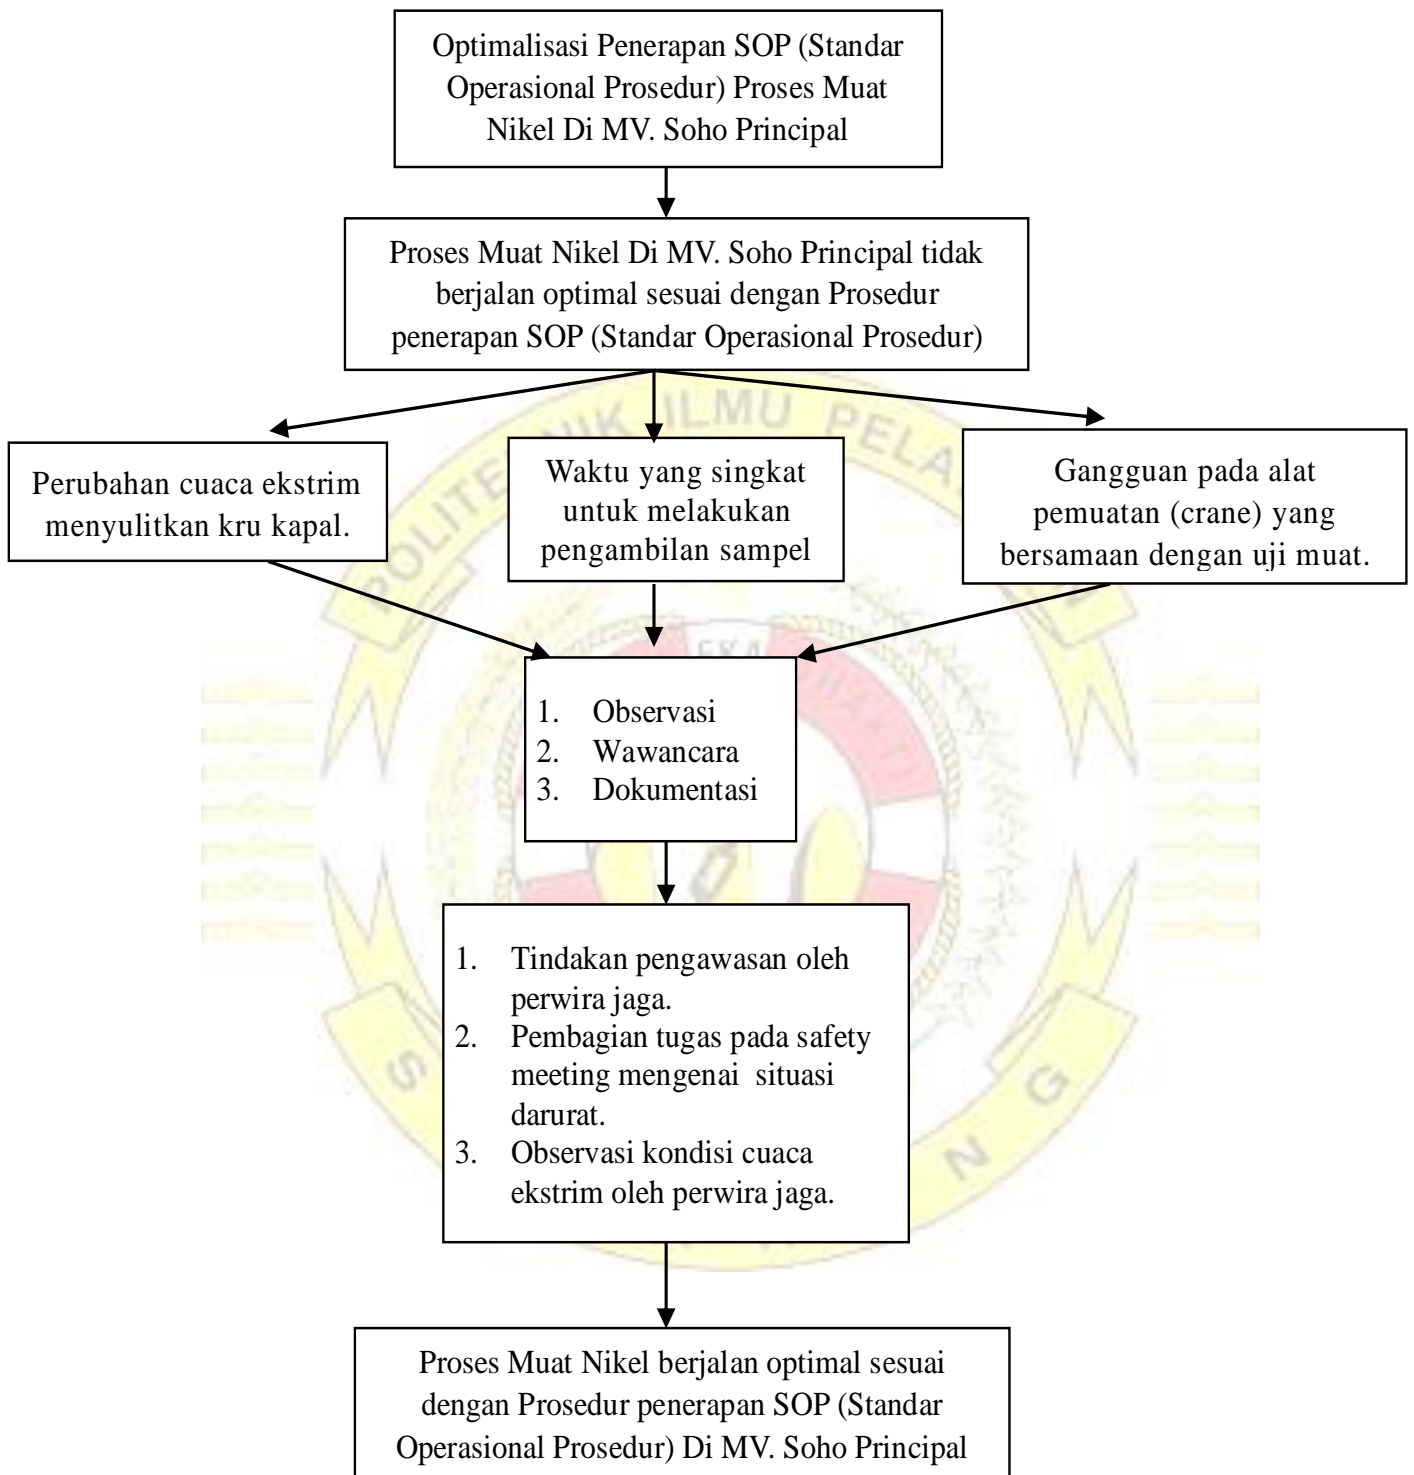 Optimalisasi Penerapan SOP (Standar
Operasional Prosedur) Proses Muat
Nikel Di MV. Soho Principal
Proses Muat Nikel Di MV. Soho Principal tidak
berjalan optimal sesuai dengan Prosedur
penerapan SOP (Standar Operasional Prosedur)
Perubahan cuaca ekstrim
menyulitkan kru kapal.
Waktu yang singkat
untuk melakukan
pengambilan sampel
Gangguan pada alat
pemuatan (crane) yang
bersamaan dengan uji muat.
1. Observasi
2. Wawancara
3. Dokumentasi
1. Tindakan pengawasan oleh
perwira jaga.
2. Pembagian tugas pada safety
meeting mengenai situasi
darurat.
3. Observasi kondisi cuaca
ekstrim oleh perwira jaga.
Proses Muat Nikel berjalan optimal sesuai
dengan Prosedur penerapan SOP (Standar
Operasional Prosedur) Di MV. Soho Principal